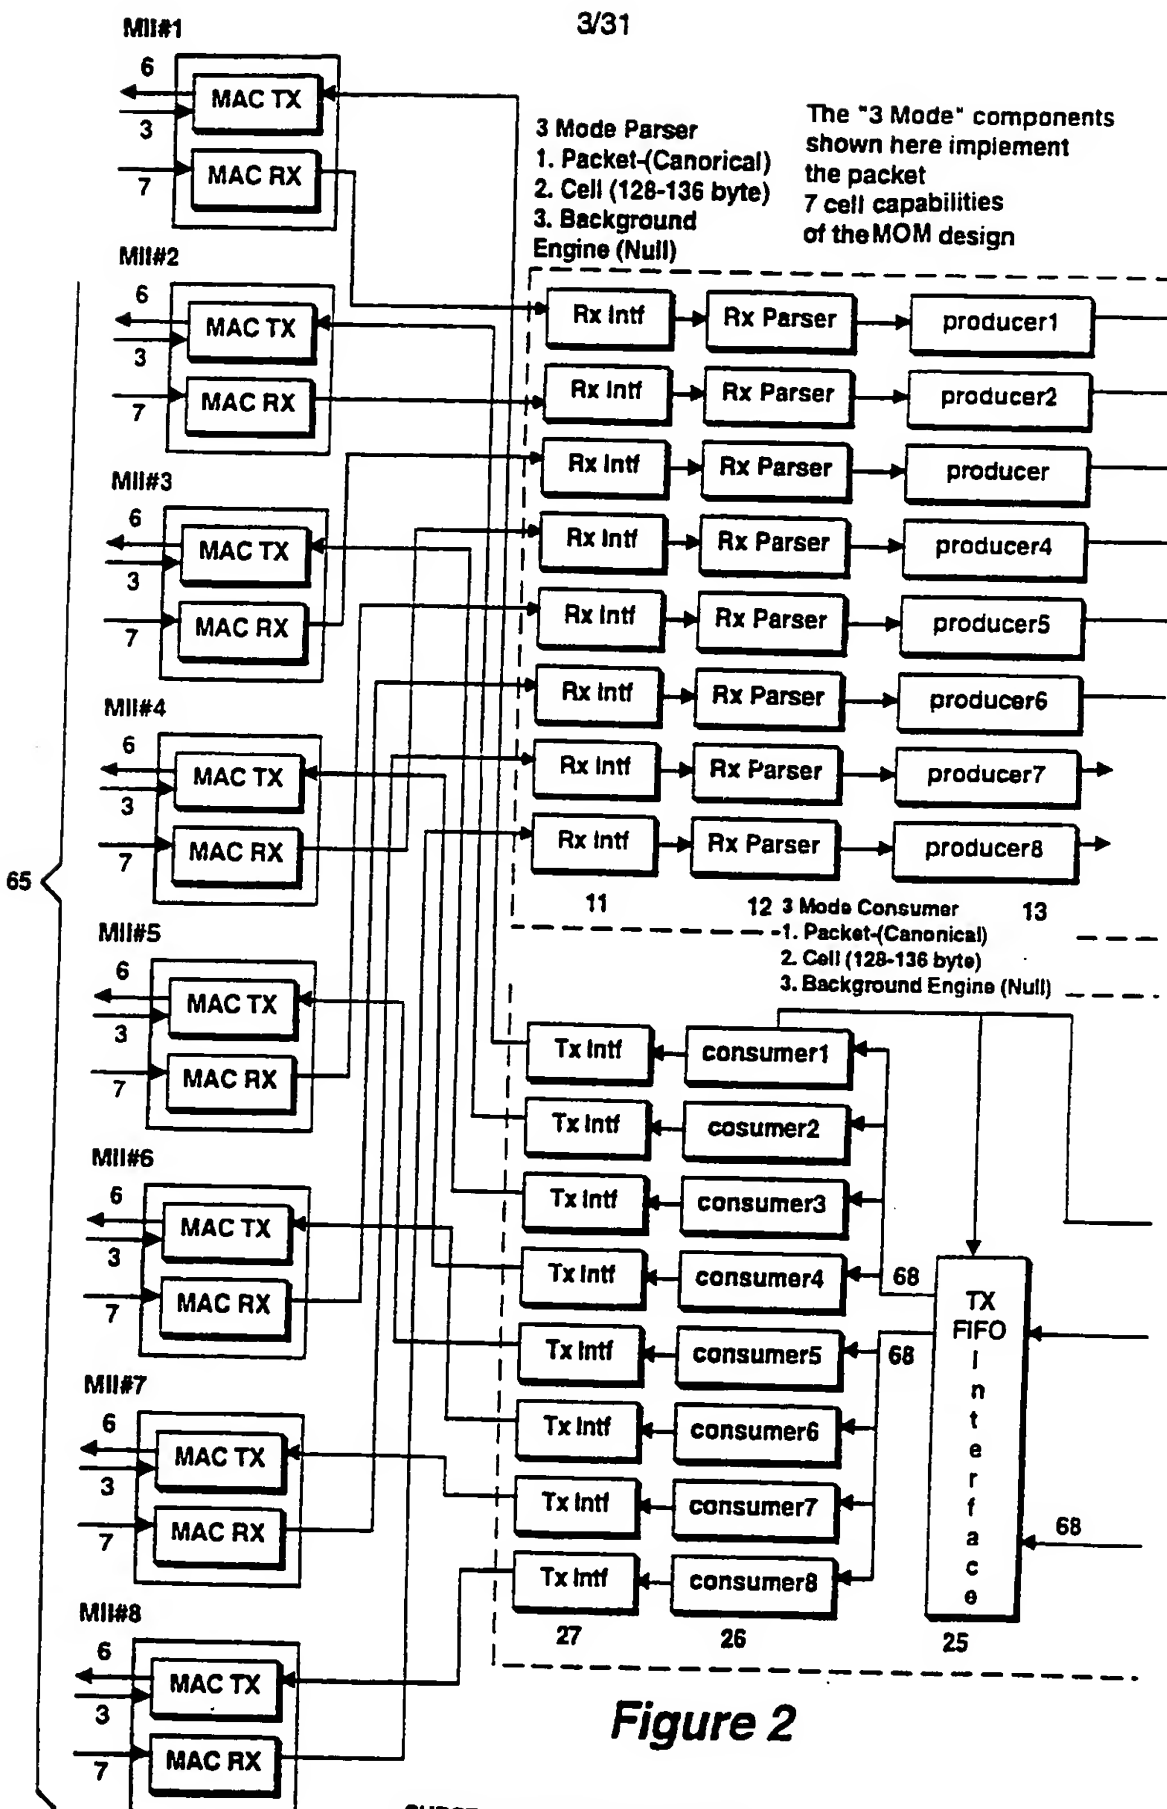 3/31
MII#1
6
MAC TX
3
MAC RX
7
3 Mode Parser
1. Packet-(Canorical)
2. Cell (128-136 byte)
3. Background
Engine (Null)
The "3 Mode" components
shown here implement
the packet
7 cell capabilities
of the MOM design
MII#2
6
MAC TX
3
MAC RX
7
Rx Intf Rx Parser producer1
Rx Intf Rx Parser producer2
Rx Intf Rx Parser producer
Rx Intf Rx Parser producer4
Rx Intf Rx Parser producer5
Rx Intf Rx Parser producer6
Rx Intf Rx Parser producer7
Rx Intf Rx Parser producer8
11 12 13
MII#3
6
MAC TX
3
MAC RX
7
MII#4
6
MAC TX
3
MAC RX
7
65
3 Mode Consumer
1. Packet-(Canonical)
2. Cell (128-136 byte)
3. Background Engine (Null)
MII#5
6
MAC TX
3
MAC RX
7
Tx Intf consumer1
Tx Intf cosumer2
Tx Intf consumer3
Tx Intf consumer4
68
Tx Intf consumer5
68
Tx Intf consumer6
Tx Intf consumer7
Tx Intf consumer8
TX
FIFO
I
n
t
e
r
f
a
c
e
68
27 26 25
MII#6
6
MAC TX
3
MAC RX
7
MII#7
6
MAC TX
3
MAC RX
7
MII#8
6
MAC TX
3
MAC RX
7
Figure 2